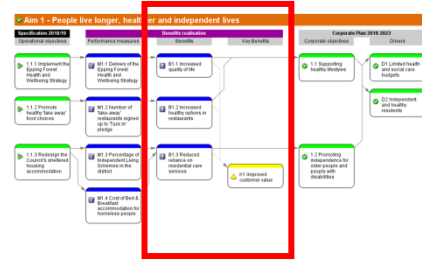 Aim 1 - People live longer, healthier and independent lives
Specification 2018/19
Benefits realisation
Corporate Plan 2018-2023
Operational objectives
Performance measures
Benefits
Key Benefits
Corporate objectives
Drivers
1.1.1 Implement the
Epping Forest
Health and
Wellbeing Strategy
M1.1 Delivery of the
Epping Forest
Health and
Wellbeing Strategy
B1.1 Increased
quality of life
1.1 Supporting
healthy lifestyles
D1 Limited health
and social care
budgets
1.1.2 Promote
healthy 'take away'
food choices
M1.2 Number of
'take-away'
restaurants signed
up to 'Tuck In'
pledge
B1.2 Increased
healthy options in
restaurants
D2 Independent
and healthy
residents
1.1.3 Redesign the
Council's sheltered
housing
accommodation
M1.3 Percentage of
Independent Living
Schemes in the
district
B1.3 Reduced
reliance on
residential care
services
K1 Improved
customer value
1.2 Promoting
independence for
older people and
people with
disabilities
M1.4 Cost of Bed &
Breakfast
accommodation for
homeless people